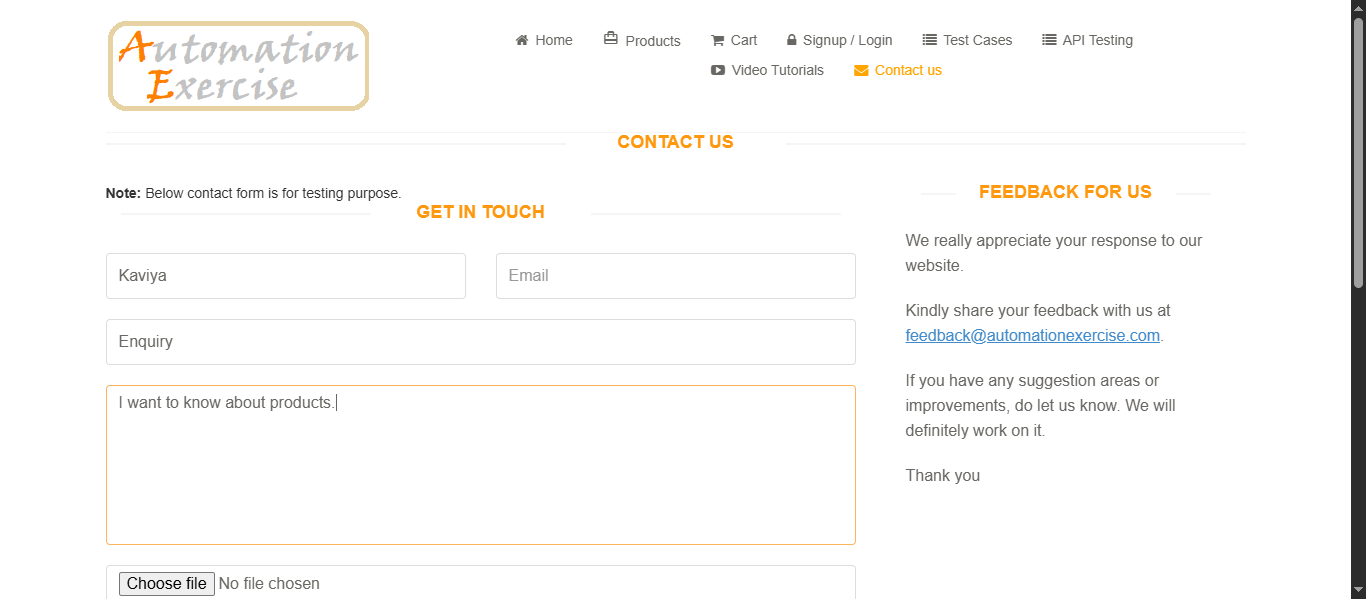 Automation
Exercise
Home Products Cart Signup / Login Test Cases API Testing
Video Tutorials Contact us
CONTACT US
Note: Below contact form is for testing purpose.
GET IN TOUCH
Kaviya
Email
Enquiry
I want to know about products.
Choose file No file chosen
FEEDBACK FOR US
We really appreciate your response to our
website.
Kindly share your feedback with us at
feedback@automationexercise.com.
If you have any suggestion areas or
improvements, do let us know. We will
definitely work on it.
Thank you